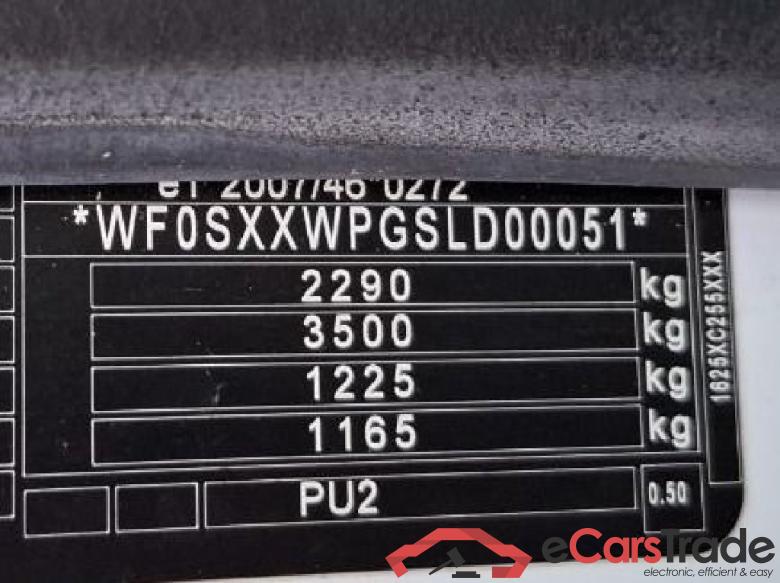 e1*2007/46*0272
*WF0SXXWPGSLD00051*
2290 kg
3500 kg
1225 kg
1165 kg
PU2 0.50
1625XC255XXX
eCarsTrade
electronic, efficient & easy